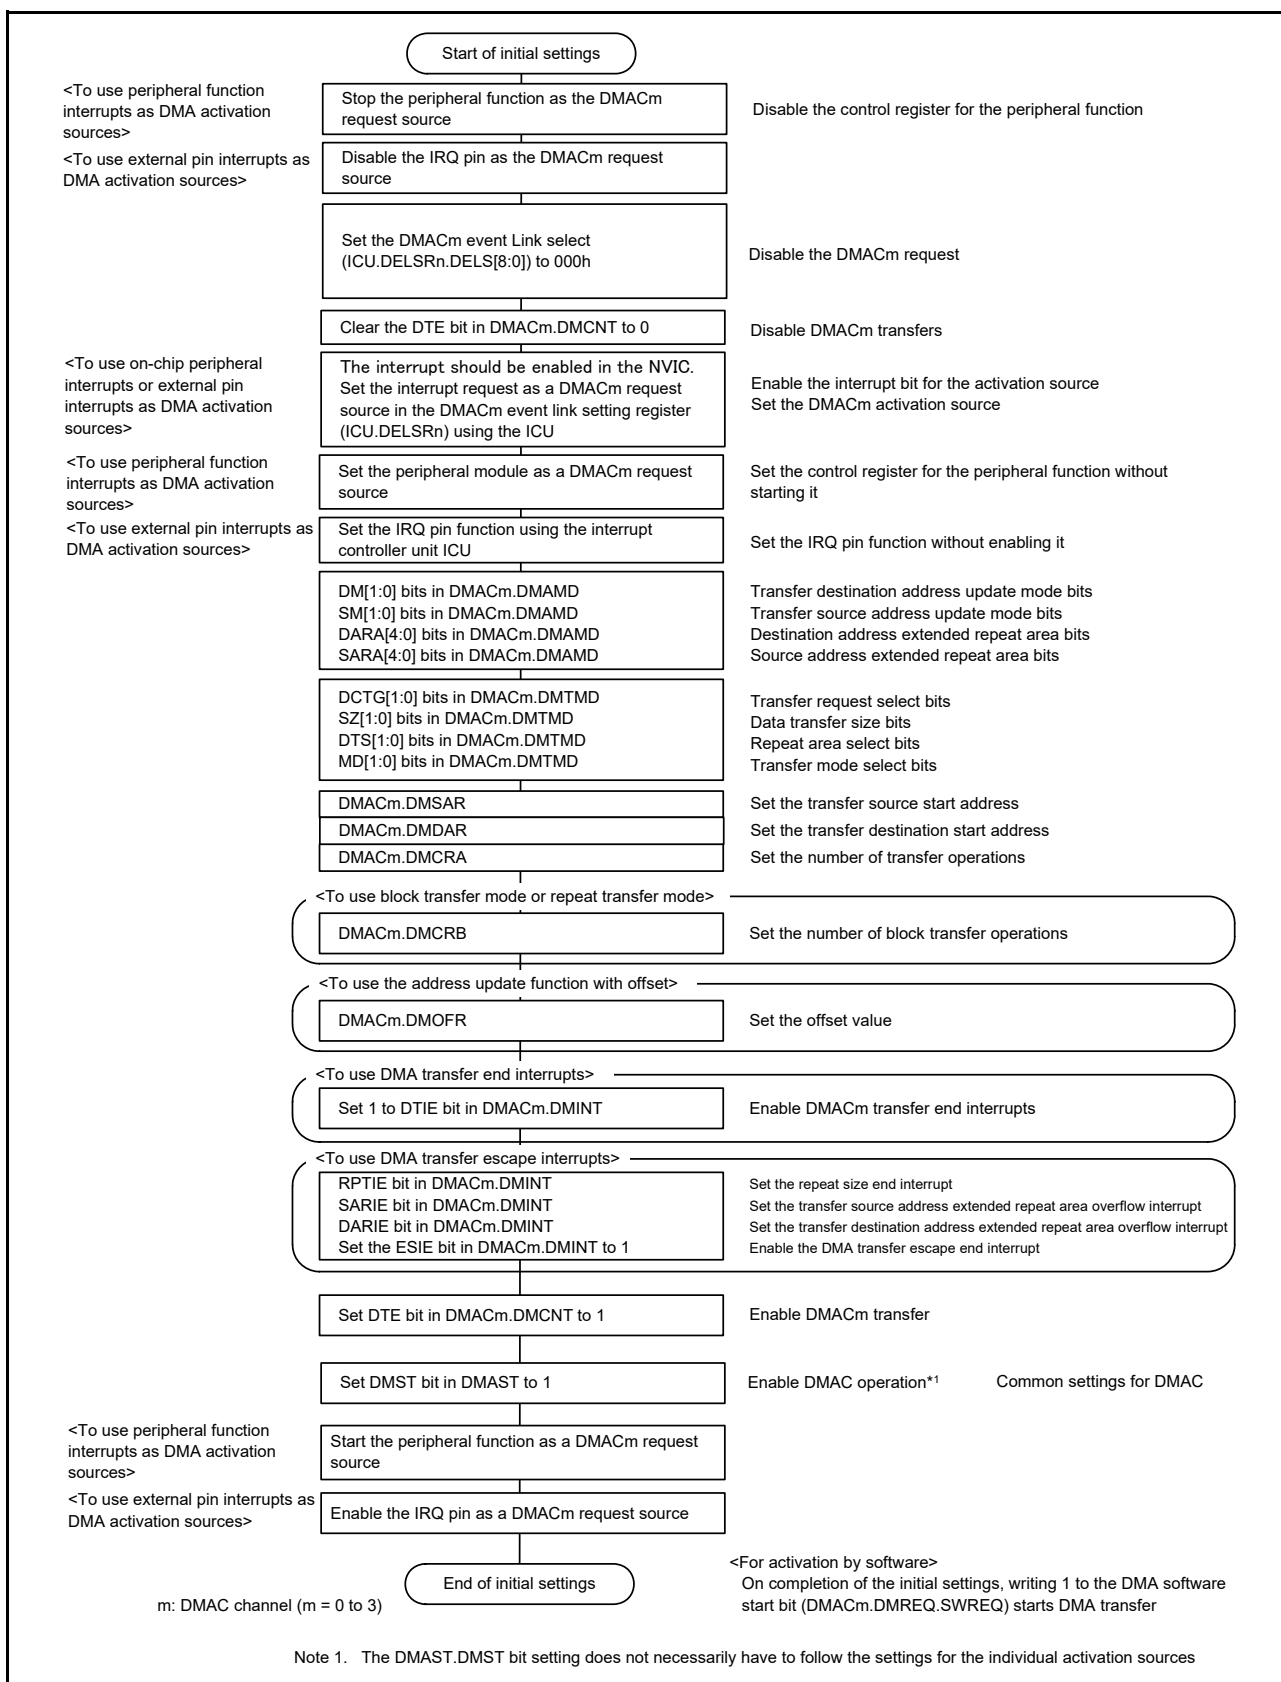 Start of initial settings
<To use peripheral function
interrupts as DMA activation
sources>
Stop the peripheral function as the DMACm
request source
Disable the control register for the peripheral function
<To use external pin interrupts as
DMA activation sources>
Disable the IRQ pin as the DMACm request
source
Set the DMACm event Link select
(ICU.DELSRn.DELS[8:0]) to 000h
Disable the DMACm request
Clear the DTE bit in DMACm.DMCNT to 0
Disable DMACm transfers
<To use on-chip peripheral
interrupts or external pin
interrupts as DMA activation
sources>
The interrupt should be enabled in the NVIC.
Set the interrupt request as a DMACm request
source in the DMACm event link setting register
(ICU.DELSRn) using the ICU
Enable the interrupt bit for the activation source
Set the DMACm activation source
<To use peripheral function
interrupts as DMA activation
sources>
Set the peripheral module as a DMACm request
source
Set the control register for the peripheral function without
starting it
<To use external pin interrupts as
DMA activation sources>
Set the IRQ pin function using the interrupt
controller unit ICU
Set the IRQ pin function without enabling it
DM[1:0] bits in DMACm.DMAMD
SM[1:0] bits in DMACm.DMAMD
DARA[4:0] bits in DMACm.DMAMD
SARA[4:0] bits in DMACm.DMAMD
Transfer destination address update mode bits
Transfer source address update mode bits
Destination address extended repeat area bits
Source address extended repeat area bits
DCTG[1:0] bits in DMACm.DMTMD
SZ[1:0] bits in DMACm.DMTMD
DTS[1:0] bits in DMACm.DMTMD
MD[1:0] bits in DMACm.DMTMD
Transfer request select bits
Data transfer size bits
Repeat area select bits
Transfer mode select bits
DMACm.DMSAR
Set the transfer source start address
DMACm.DMDAR
Set the transfer destination start address
DMACm.DMCRA
Set the number of transfer operations
<To use block transfer mode or repeat transfer mode>
DMACm.DMCRB
Set the number of block transfer operations
<To use the address update function with offset>
DMACm.DMOFR
Set the offset value
<To use DMA transfer end interrupts>
Set 1 to DTIE bit in DMACm.DMINT
Enable DMACm transfer end interrupts
<To use DMA transfer escape interrupts>
RPTIE bit in DMACm.DMINT
SARIE bit in DMACm.DMINT
DARIE bit in DMACm.DMINT
Set the ESIE bit in DMACm.DMINT to 1
Set the repeat size end interrupt
Set the transfer source address extended repeat area overflow interrupt
Set the transfer destination address extended repeat area overflow interrupt
Enable the DMA transfer escape end interrupt
Set DTE bit in DMACm.DMCNT to 1
Enable DMACm transfer
Set DMST bit in DMAST to 1
Enable DMAC operation*1
Common settings for DMAC
<To use peripheral function
interrupts as DMA activation
sources>
Start the peripheral function as a DMACm request
source
<To use external pin interrupts as
DMA activation sources>
Enable the IRQ pin as a DMACm request source
End of initial settings
<For activation by software>
On completion of the initial settings, writing 1 to the DMA software
start bit (DMACm.DMREQ.SWREQ) starts DMA transfer
m: DMAC channel (m = 0 to 3)
Note 1. The DMAST.DMST bit setting does not necessarily have to follow the settings for the individual activation sources